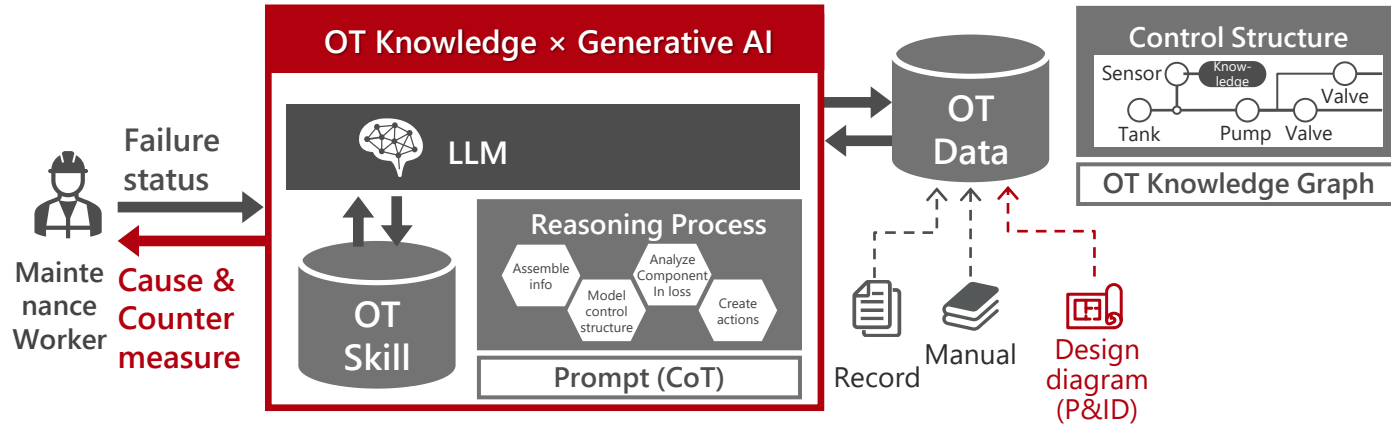 OT Knowledge × Generative AI
LLM
OT
Skill
Reasoning Process
Assemble
info
Model
control
structure
Analyze
Component
In loss
Create
actions
Prompt (CoT)
Failure
status
Cause &
Counter
measure
Mainte
nance
Worker
OT
Data
Control Structure
Sensor
Know-
ledge
Valve
Tank
Pump
Valve
OT Knowledge Graph
Record
Manual
Design
diagram
(P&ID)